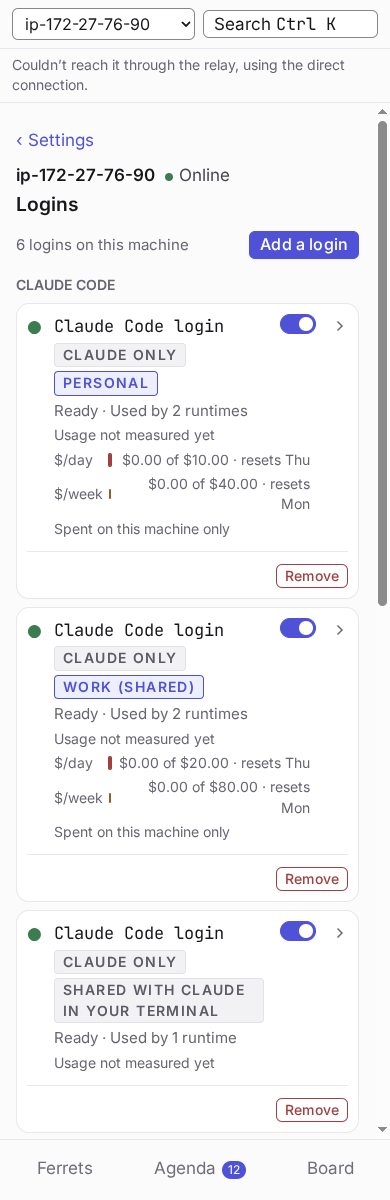 ip-172-27-76-90
Search Ctrl K
Couldn’t reach it through the relay, using the direct
connection.
‹ Settings
ip-172-27-76-90 Online
Logins
6 logins on this machine
Add a login
CLAUDE CODE
Claude Code login
CLAUDE ONLY
PERSONAL
Ready · Used by 2 runtimes
Usage not measured yet
$/day $0.00 of $10.00 · resets Thu
$/week $0.00 of $40.00 · resets
Mon
Spent on this machine only
Remove
Claude Code login
CLAUDE ONLY
WORK (SHARED)
Ready · Used by 2 runtimes
Usage not measured yet
$/day $0.00 of $20.00 · resets Thu
$/week $0.00 of $80.00 · resets
Mon
Spent on this machine only
Remove
Claude Code login
CLAUDE ONLY
SHARED WITH CLAUDE
IN YOUR TERMINAL
Ready · Used by 1 runtime
Usage not measured yet
Remove
Ferrets
Agenda 12
Board